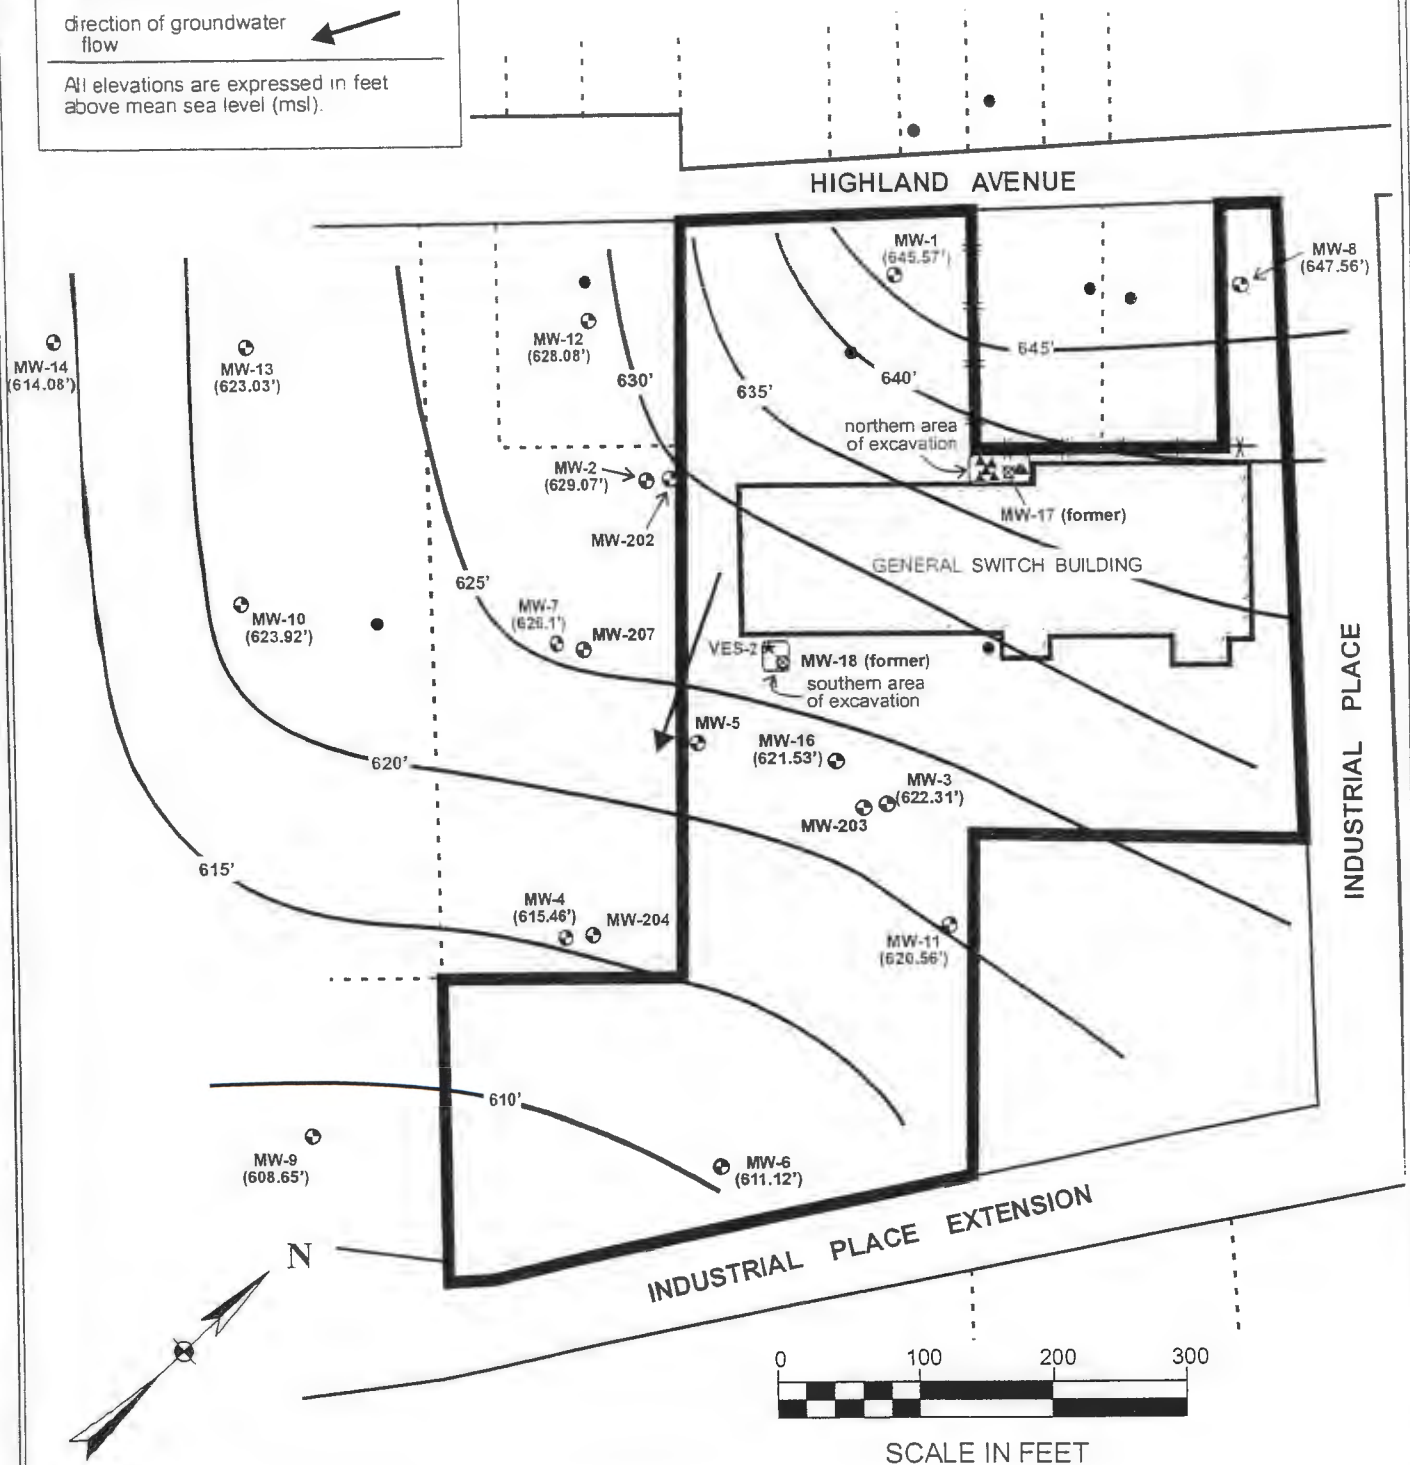 direction of groundwater
flow
All elevations are expressed in feet
above mean sea level (msl).
HIGHLAND AVENUE
MW-1
(645.57')
MW-8
(647.56')
MW-12
(628.08')
MW-14
(614.08')
MW-13
(623.03')
645'
630'
635'
640'
northern area
of excavation
MW-2
(629.07')
MW-202
MW-17 (former)
GENERAL SWITCH BUILDING
625'
MW-7
(626.1')
MW-207
MW-10
(623.92')
VES-2
MW-18 (former)
southern area
of excavation
INDUSTRIAL PLACE
MW-5
MW-16
(621.53')
620'
MW-3
(622.31')
MW-203
615'
MW-4
(615.46')
MW-204
MW-11
(620.56')
610'
MW-9
(608.65')
MW-6
(611.12')
INDUSTRIAL PLACE EXTENSION
N
0 100 200 300
SCALE IN FEET